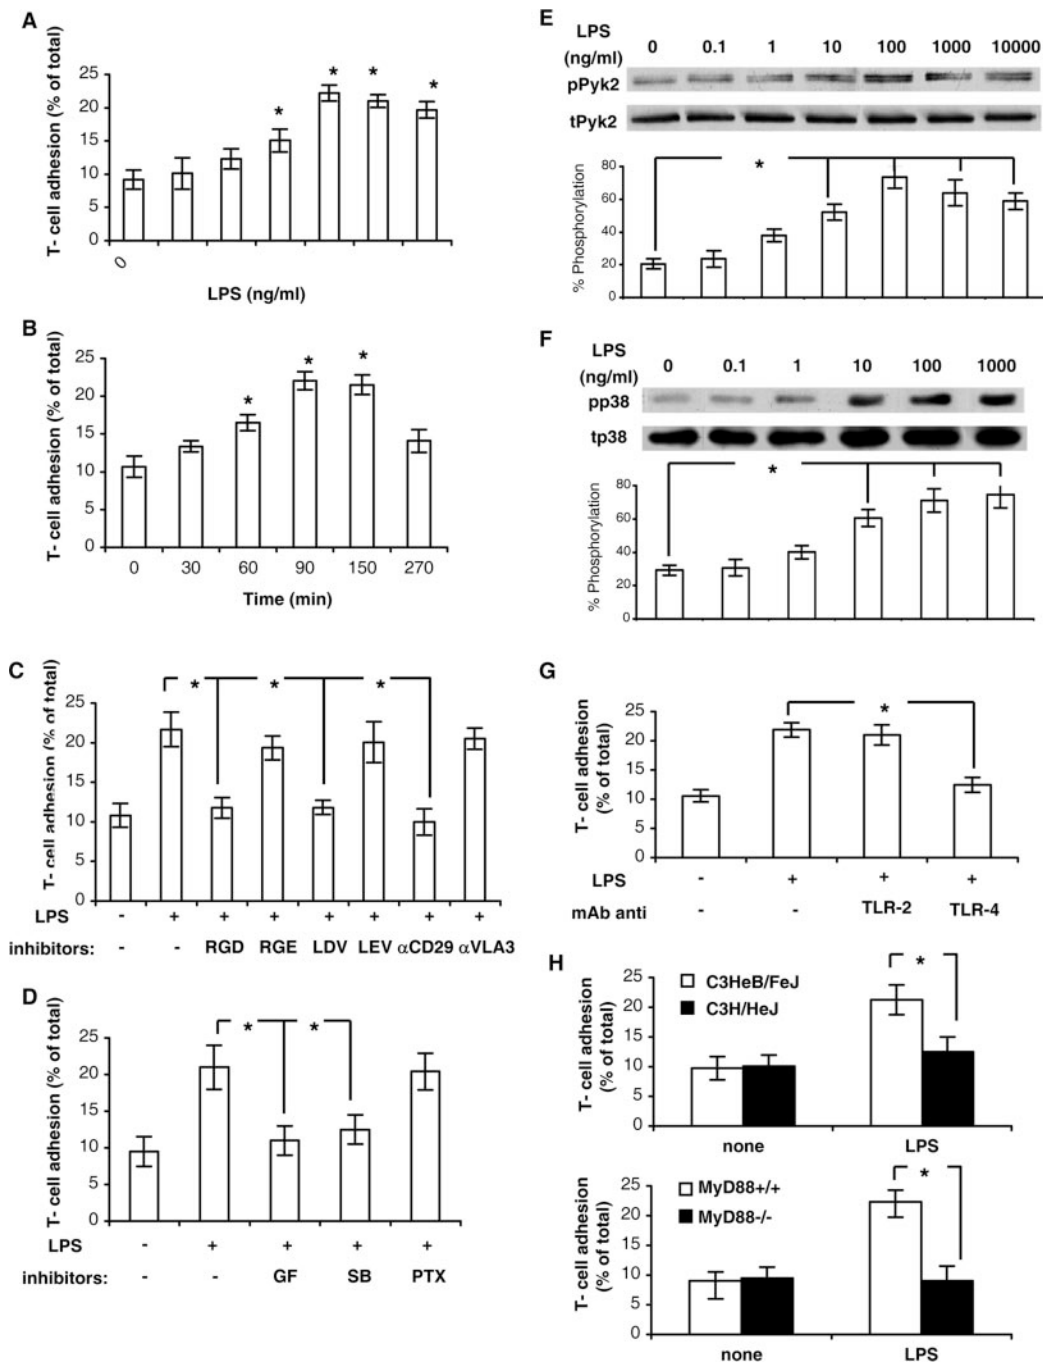 A
T- cell adhesion (% of total)
25
20
15
10
5
0
* * * *
0
LPS (ng/ml)
B
T- cell adhesion (% of total)
25
20
15
10
5
0
* * *
0 30 60 90 150 270
Time (min)
C
T- cell adhesion (% of total)
25
20
15
10
5
0
* * *
LPS - + + + + + + +
inhibitors: - - RGD RGE LDV LEV αCD29 αVLA3
D
T- cell adhesion (% of total)
25
20
15
10
5
0
* *
LPS - + + + +
inhibitors: - - GF SB PTX
E
LPS
(ng/ml)
0 0.1 1 10 100 1000 10000
pPyk2
tPyk2
% Phosphorylation
80
60
40
20
0
*
F
LPS
(ng/ml)
0 0.1 1 10 100 1000
pp38
tp38
% Phosphorylation
80
60
40
20
0
*
G
T- cell adhesion
(% of total)
25
20
15
10
5
0
*
LPS - + + +
mAb anti - - TLR-2 TLR-4
H
T- cell adhesion
(% of total)
25
20
15
10
5
0
C3HeB/FeJ
C3H/HeJ
*
none LPS
T- cell adhesion
(% of total)
25
20
15
10
5
0
MyD88+/+
MyD88-/-
*
none LPS